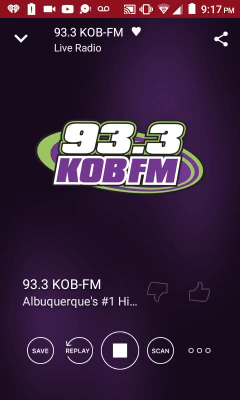 9:17 PM
93.3 KOB-FM
Live Radio
93.3
KOB FM
93.3 KOB-FM
Albuquerque's #1 Hi...
SAVE
REPLAY
SCAN